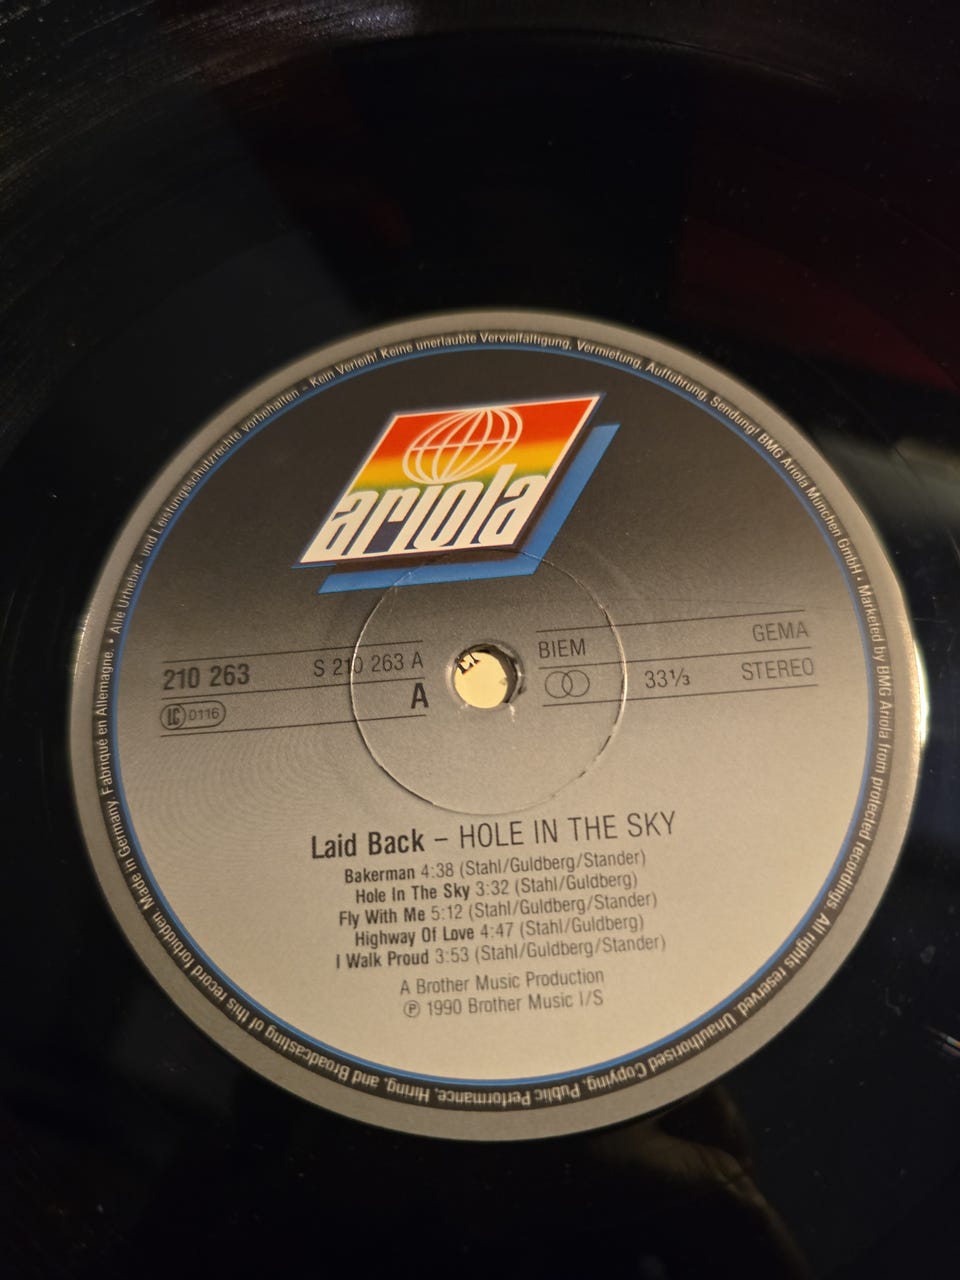 Alle Urheber- und Leistungsschutzrechte vorbehalten – Kein Verleih! Keine unerlaubte Vervielfältigung, Vermietung, Aufführung, Sendung! BMG Ariola München GmbH • Marketed by BMG Ariola from protected recordings. All rights reserved. Unauthorised Copying, Public Performance, Hiring, and Broadcasting of this record forbidden. Made in Germany. Fabriqué en Allemagne. •
ariola
210 263 S 210 263 A BIEM GEMA
LC 0116 A 33⅓ STEREO
Laid Back – HOLE IN THE SKY
Bakerman 4:38 (Stahl/Guldberg/Stander)
Hole In The Sky 3:32 (Stahl/Guldberg)
Fly With Me 5:12 (Stahl/Guldberg/Stander)
Highway Of Love 4:47 (Stahl/Guldberg)
I Walk Proud 3:53 (Stahl/Guldberg/Stander)
A Brother Music Production
℗ 1990 Brother Music I/S